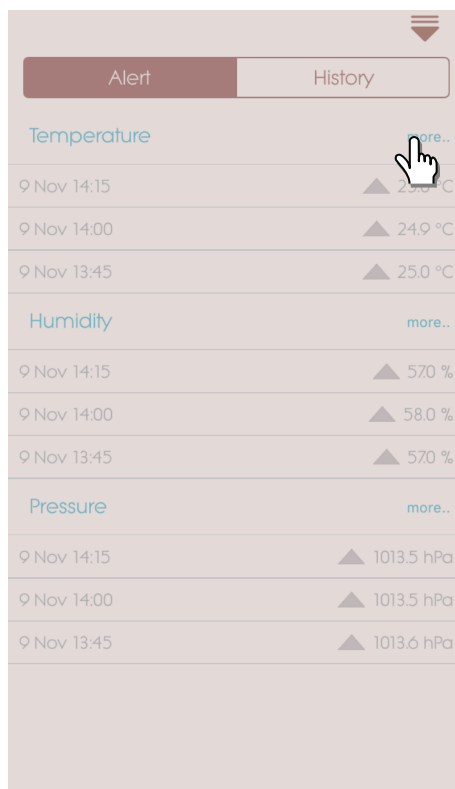 Alert History
Temperature more..
9 Nov 14:15 °C
9 Nov 14:00 24.9 °C
9 Nov 13:45 25.0 °C
Humidity more..
9 Nov 14:15 57.0 %
9 Nov 14:00 58.0 %
9 Nov 13:45 57.0 %
Pressure more..
9 Nov 14:15 1013.5 hPa
9 Nov 14:00 1013.5 hPa
9 Nov 13:45 1013.6 hPa